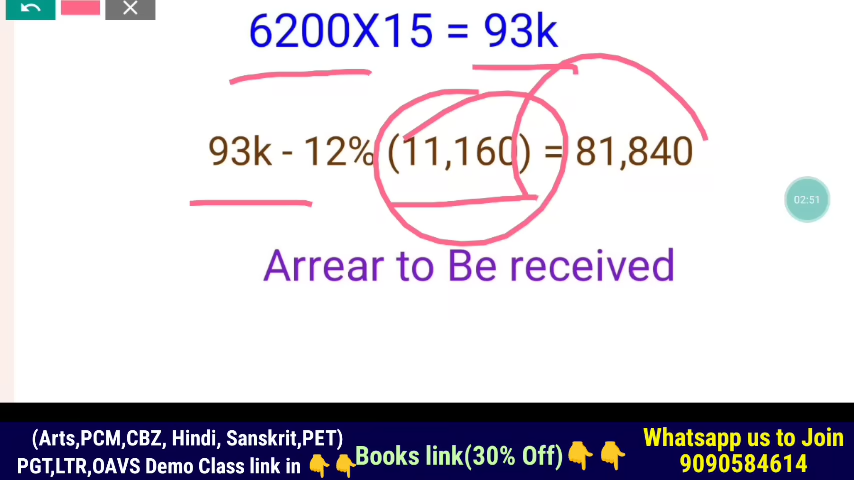 6200X15 = 93k
93k - 12% (11,160) = 81,840
02:51
Arrear to Be received
(Arts,PCM,CBZ, Hindi, Sanskrit,PET)
PGT,LTR,OAVS Demo Class link in 👇👇
Books link(30% Off)👇👇
Whatsapp us to Join
9090584614